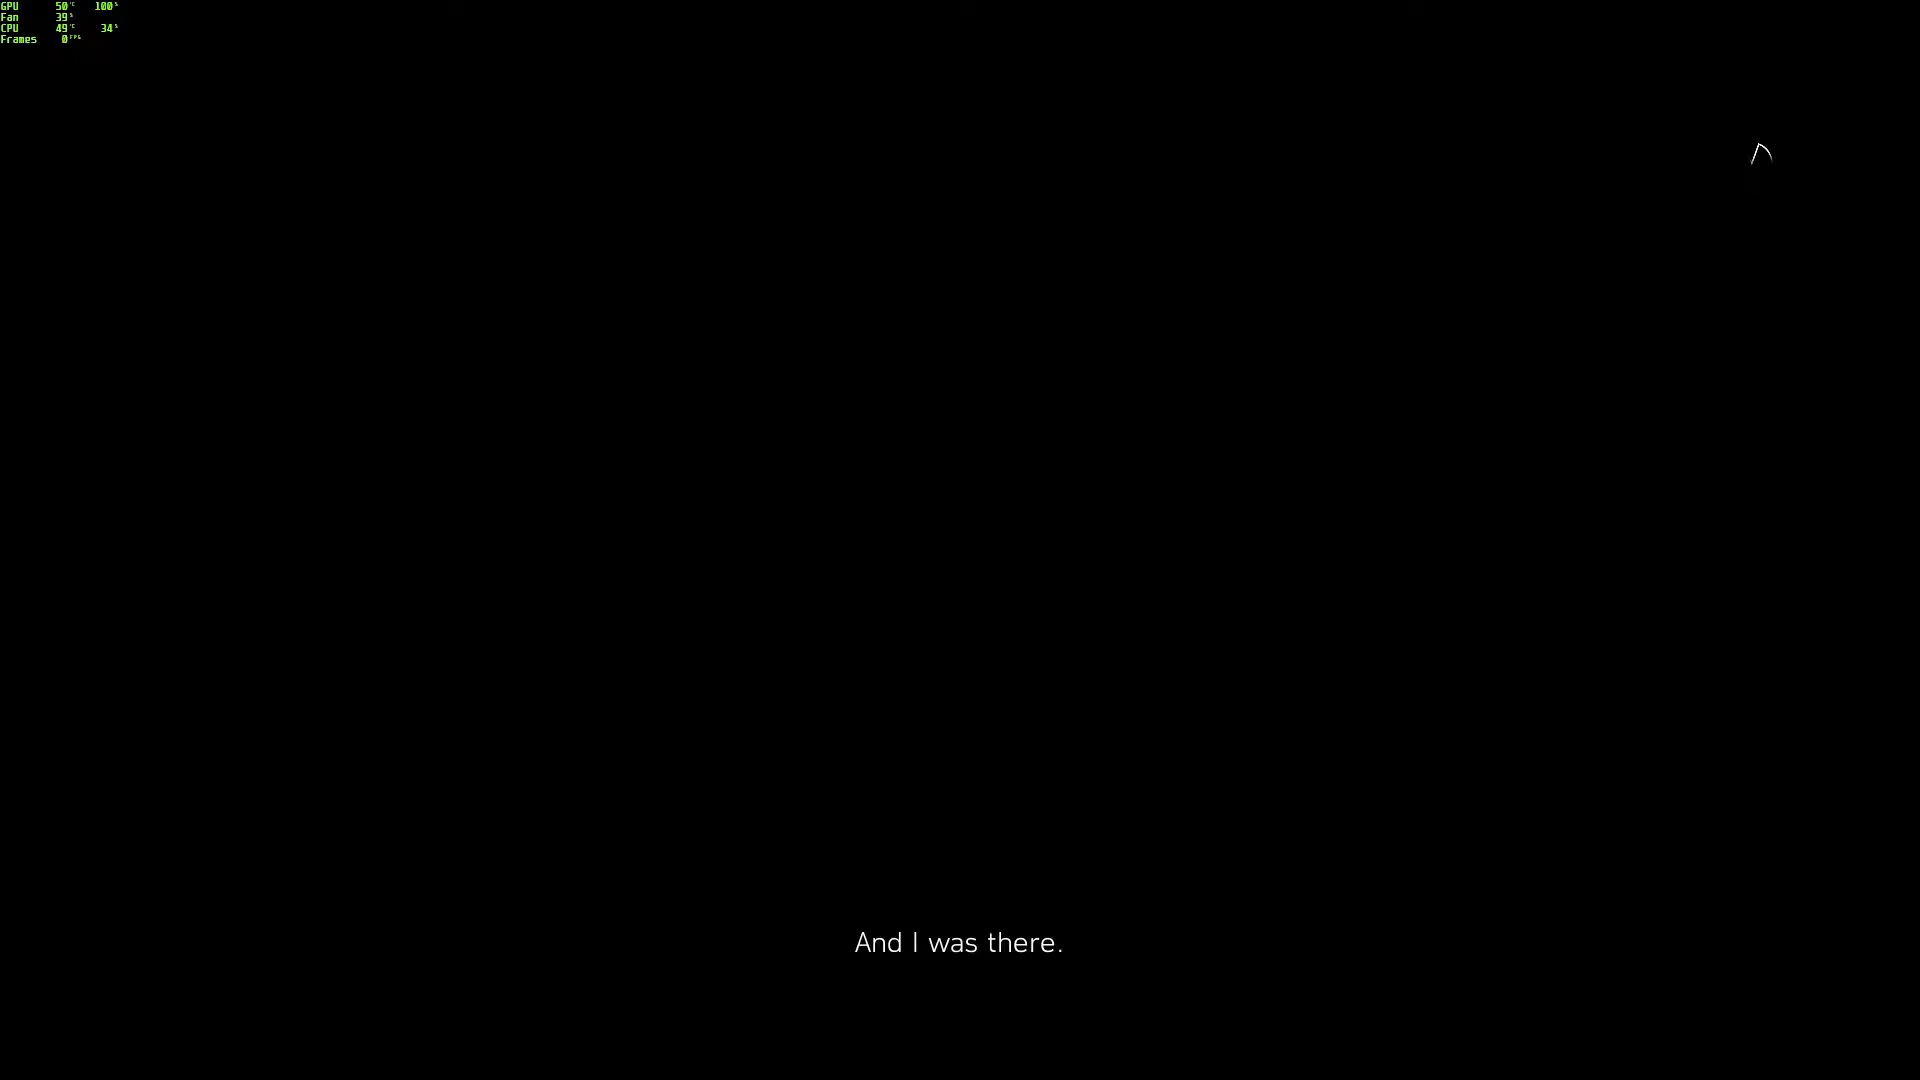 GPU 50°C 100%
Fan 39%
CPU 49°C 34%
Frames 0 FPS
And I was there.